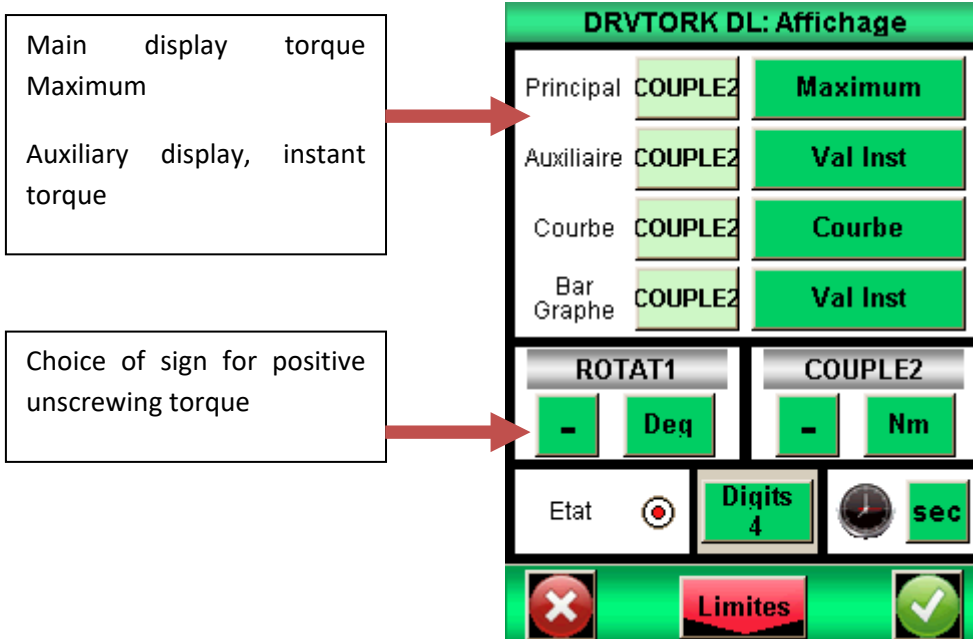 Main display torque
Maximum
Auxiliary display, instant
torque
Choice of sign for positive
unscrewing torque
DRVTORK DL: Affichage
Principal COUPLE2 Maximum
Auxiliaire COUPLE2 Val Inst
Courbe COUPLE2 Courbe
Bar
Graphe COUPLE2 Val Inst
ROTAT1 COUPLE2
- Deg - Nm
Etat Digits
4 sec
Limites